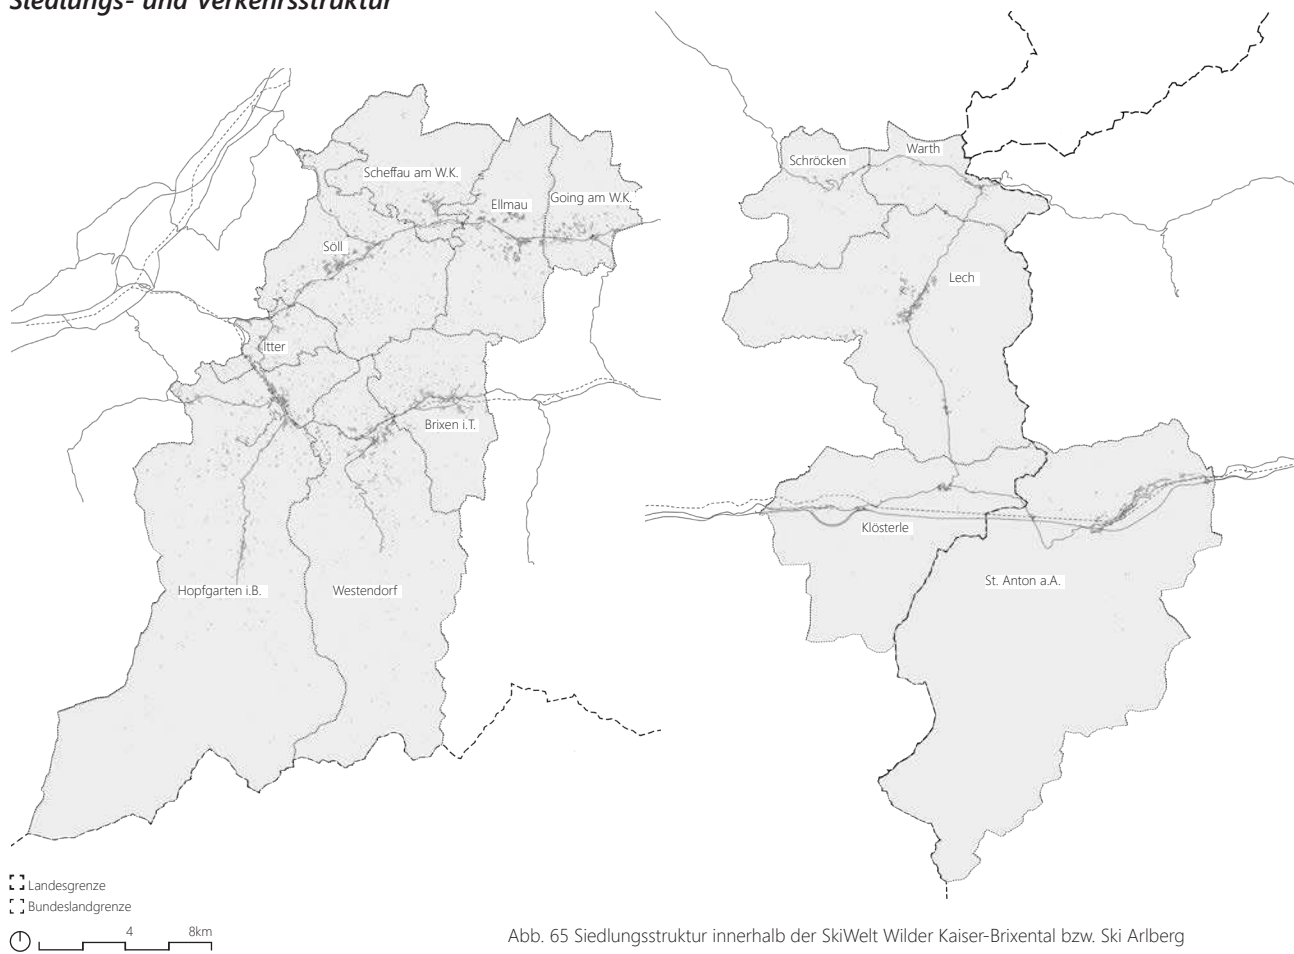 Siedlungs- und Verkehrsstruktur
Schröcken
Warth
Scheffau am W.K.
Ellmau
Going am W.K.
Söll
Lech
Itter
Brixen i.T.
Klösterle
Hopfgarten i.B.
Westendorf
St. Anton a.A.
Landesgrenze
Bundeslandgrenze
4 8km
Abb. 65 Siedlungsstruktur innerhalb der SkiWelt Wilder Kaiser-Brixental bzw. Ski Arlberg